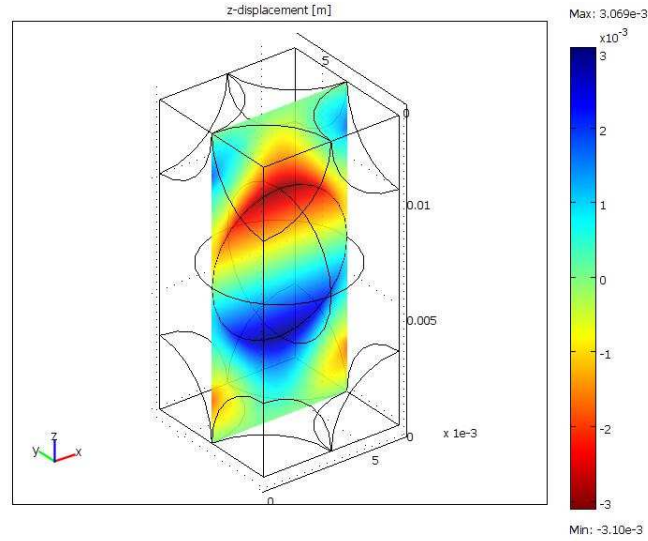 z-displacement [m]
Max: 3.069e-3
x10-3
5
3
0
2
0.01
1
0
0.005
-1
0
x 1e-3
5
-2
z
y
x
0
-3
Min: -3.10e-3